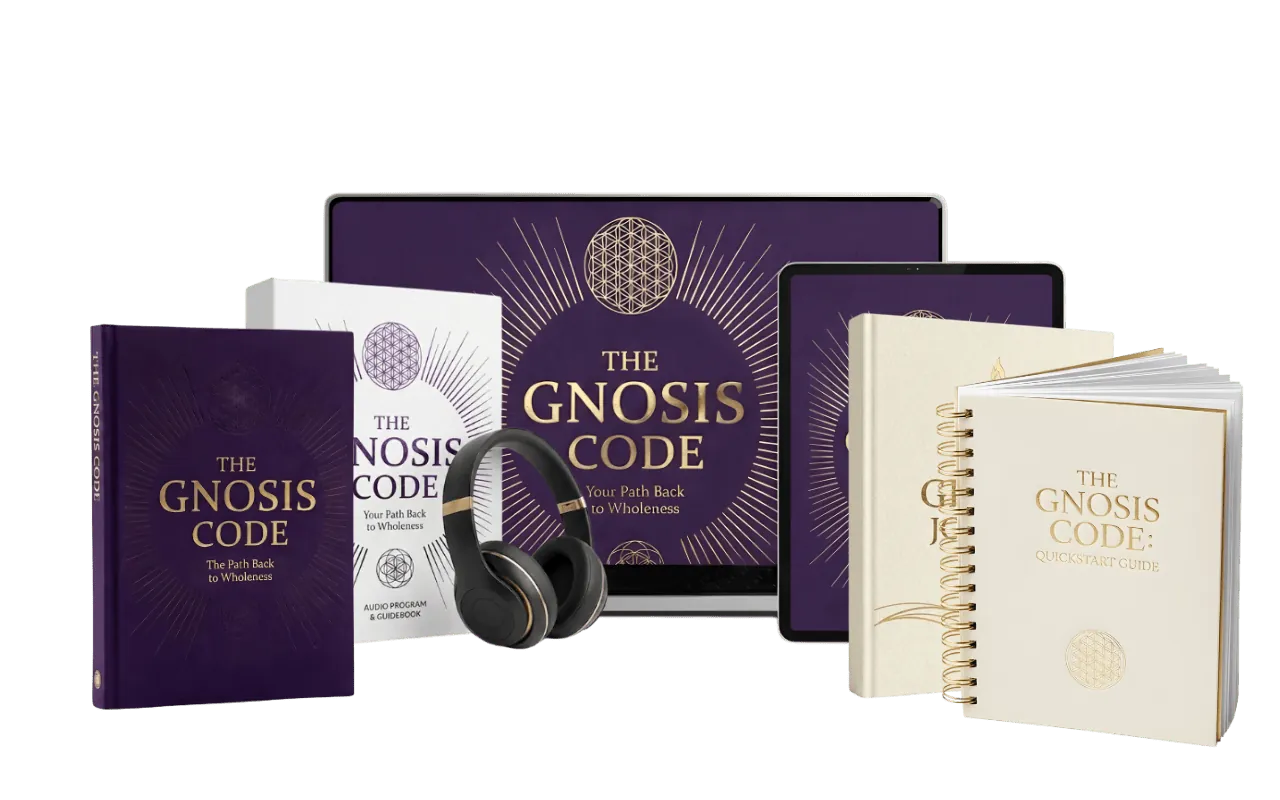 THE GNOSIS CODE
THE
GNOSIS
CODE
The Path Back
to Wholeness
THE
NOSIS
CODE
Your Path Back
to Wholeness
AUDIO PROGRAM
& GUIDEBOOK
THE
GNOSIS
CODE
Your Path Back
to Wholeness
THE
GNOSIS
CODE:
QUICKSTART GUIDE